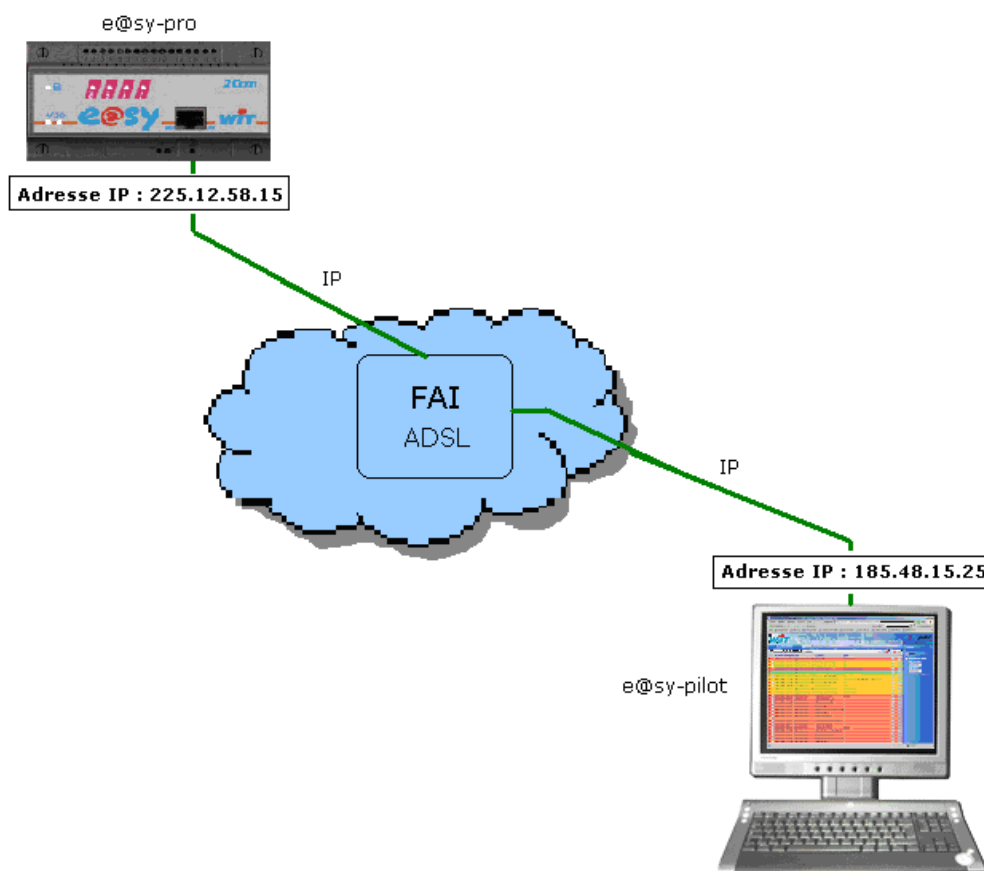 e@sy-pro
2Com
e@sy
wit
Adresse IP : 225.12.58.15
IP
FAI
ADSL
IP
Adresse IP : 185.48.15.25
e@sy-pilot